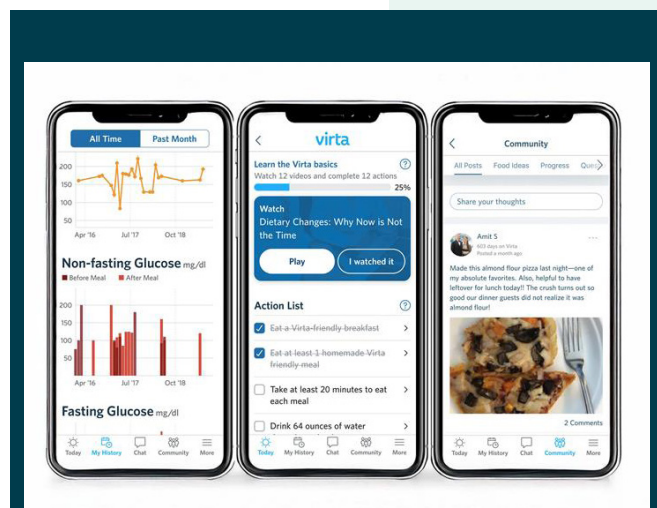 All Time Past Month
200
150
100
50
Apr '16 Jul '17 Oct '18
Non-fasting Glucose mg/dl
Before Meal After Meal
200
150
100
50
Apr '16 Jul '17 Oct '18
Fasting Glucose mg/dl
Today My History Chat Community More
virta
Learn the Virta basics
Watch 12 videos and complete 12 actions
25%
Watch
Dietary Changes: Why Now is Not
the Time
Play I watched it
Action List
Eat a Virta-friendly breakfast
Eat at least 1 homemade Virta
friendly meal
Take at least 20 minutes to eat
each meal
Drink 64 ounces of water
Today My History Chat Community More
Community
All Posts Food Ideas Progress
Share your thoughts
Amit S
603 days on Virta
Posted a month ago
Made this almond flour pizza last night—one of
my absolute favorites. Also, helpful to have
leftover for lunch today!! The crush turns out so
good our dinner guests did not realize it was
almond flour!
2 Comments
Today My History Chat Community More